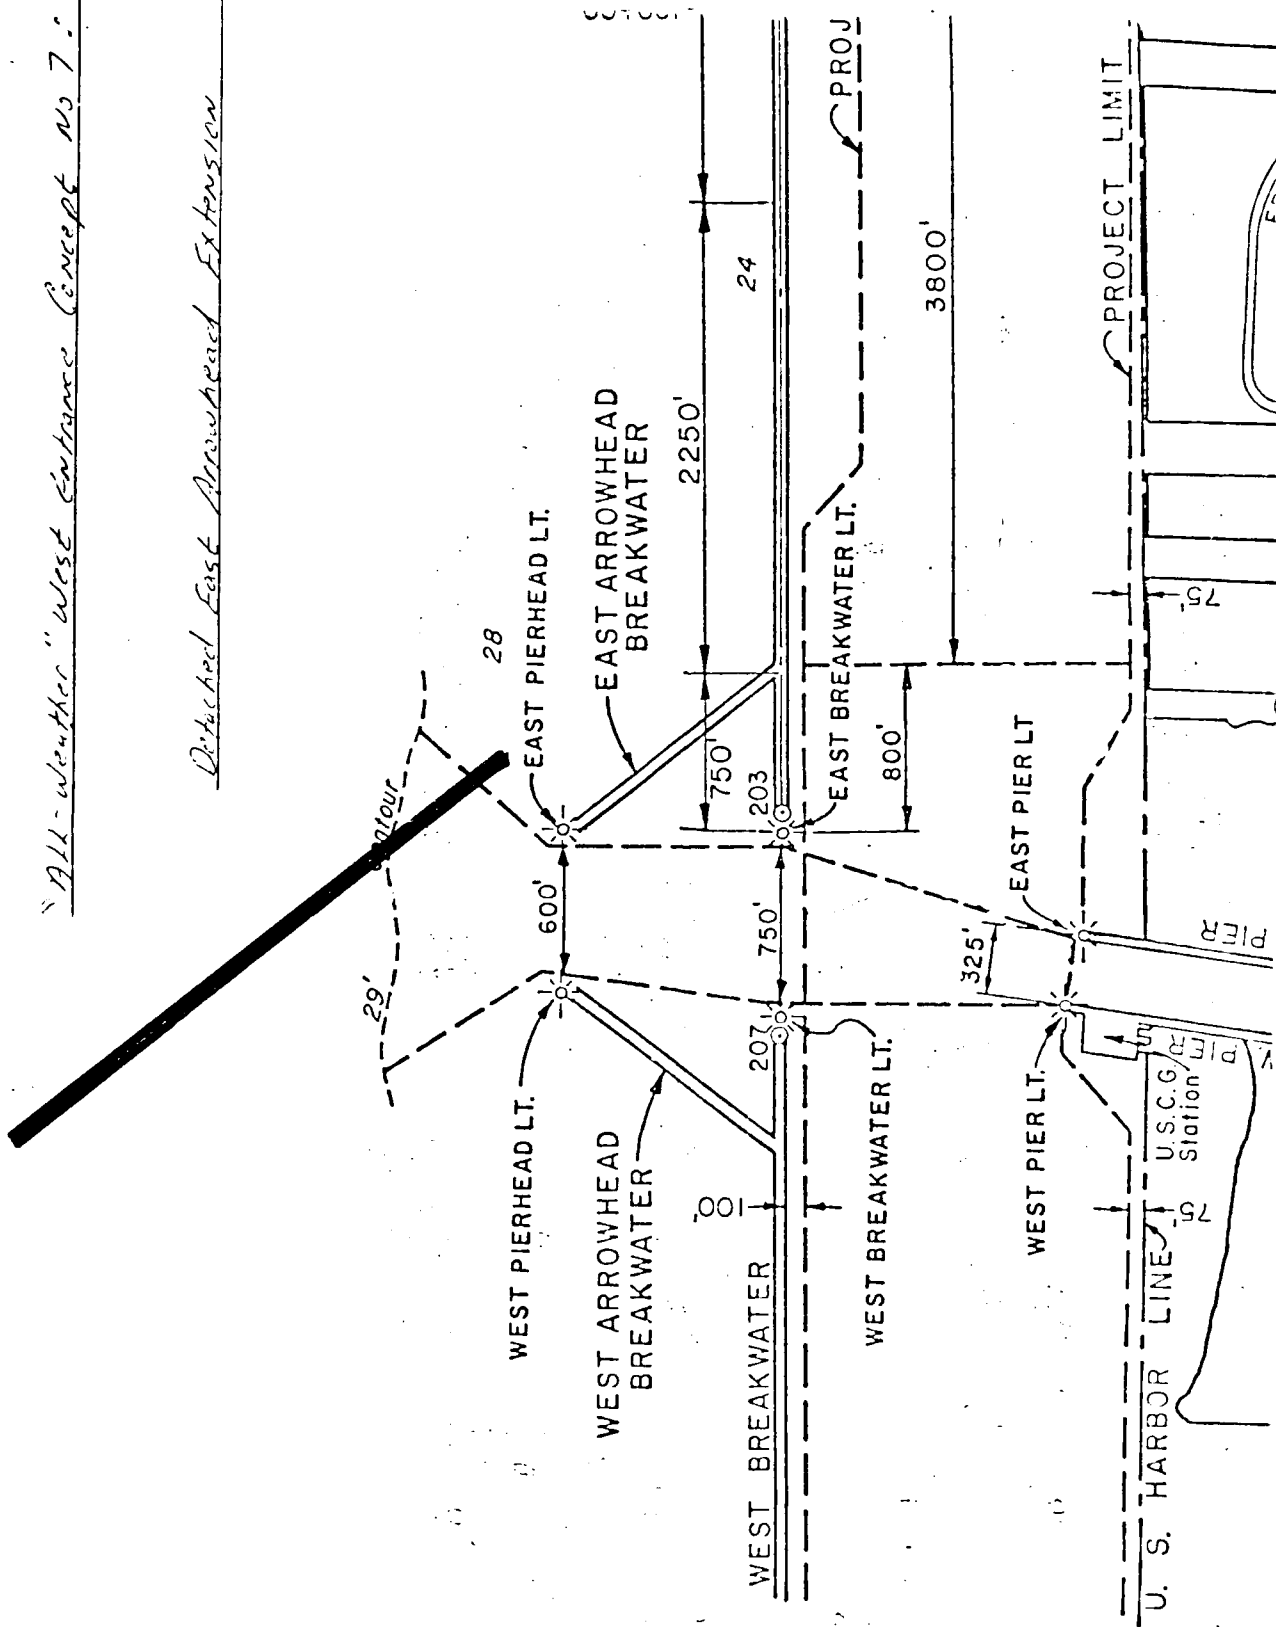 "All-Weather" West Entrance Concept No 7:
Detached East Arrowhead Extension
29'
28
600'
EAST PIERHEAD LT.
WEST PIERHEAD LT.
EAST ARROWHEAD
BREAKWATER
WEST ARROWHEAD
BREAKWATER
2250'
750'
24
203
750'
207
100'
WEST BREAKWATER
EAST BREAKWATER LT.
WEST BREAKWATER LT.
PROJ
3800'
800'
325'
EAST PIER LT
WEST PIER LT.
PROJECT LIMIT
75'
75'
PIER
PIER
U.S.C.G.
Station
U. S. HARBOR LINE